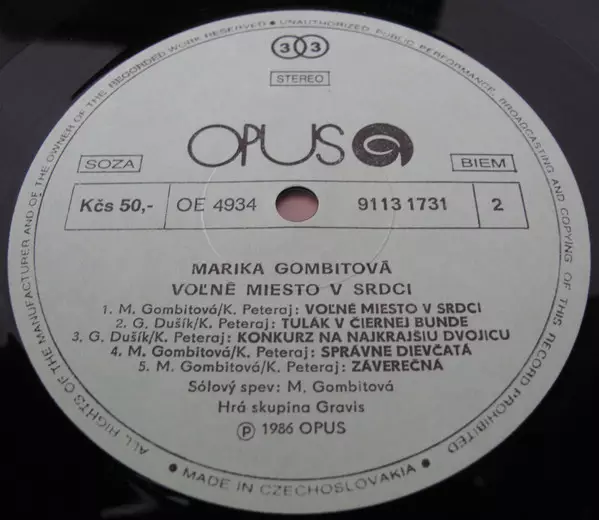 ALL RIGHTS OF THE MANUFACTURER AND OF THE OWNER OF THE RECORDED WORK RESERVED • UNAUTHORIZED PUBLIC PERFORMANCE, BROADCASTING AND COPYING OF THIS RECORD PROHIBITED
33
STEREO
OPUS
SOZA
BIEM
Kčs 50,- OE 4934 9113 1731 2
MARIKA GOMBITOVÁ
VOĽNÉ MIESTO V SRDCI
1. M. Gombitová/K. Peteraj: VOĽNÉ MIESTO V SRDCI
2. G. Dušík/K. Peteraj: TULÁK V ČIERNEJ BUNDE
3. G. Dušík/K. Peteraj: KONKURZ NA NAJKRAJŠIU DVOJICU
4. M. Gombitová/K. Peteraj: SPRÁVNE DIEVČATÁ
5. M. Gombitová/K. Peteraj: ZÁVEREČNÁ
Sólový spev: M. Gombitová
Hrá skupina Gravis
Ⓟ 1986 OPUS
• MADE IN CZECHOSLOVAKIA •